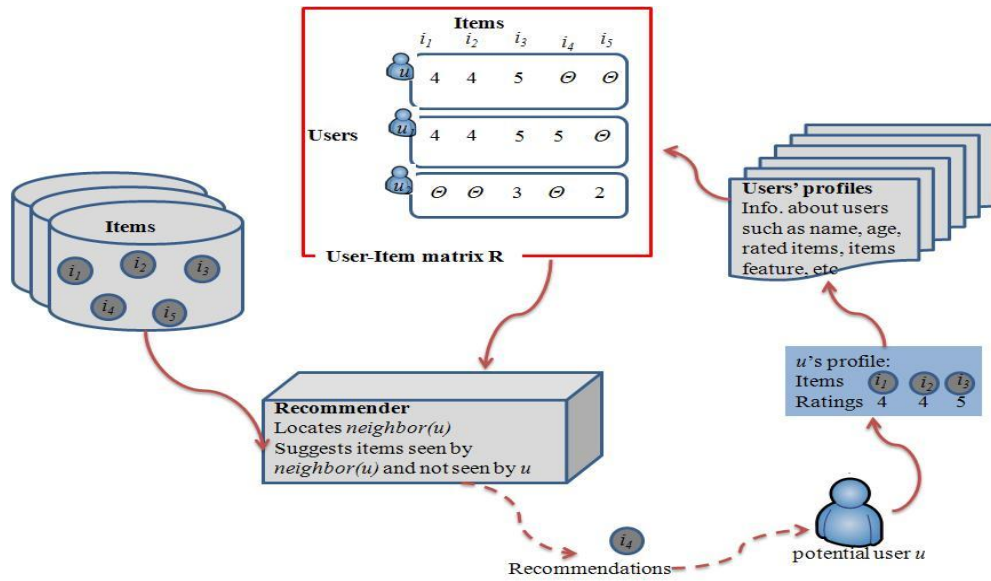 Items
i1 i2 i3 i4 i5
u 4 4 5 Θ Θ
Users
u1 4 4 5 5 Θ
u2 Θ Θ 3 Θ 2
User-Item matrix R
Items
i1 i2 i3
i4 i5
Users' profiles
Info. about users
such as name, age,
rated items, items
feature, etc
u's profile:
Items i1 i2 i3
Ratings 4 4 5
Recommender
Locates neighbor(u)
Suggests items seen by
neighbor(u) and not seen by u
i4
Recommendations
potential user u